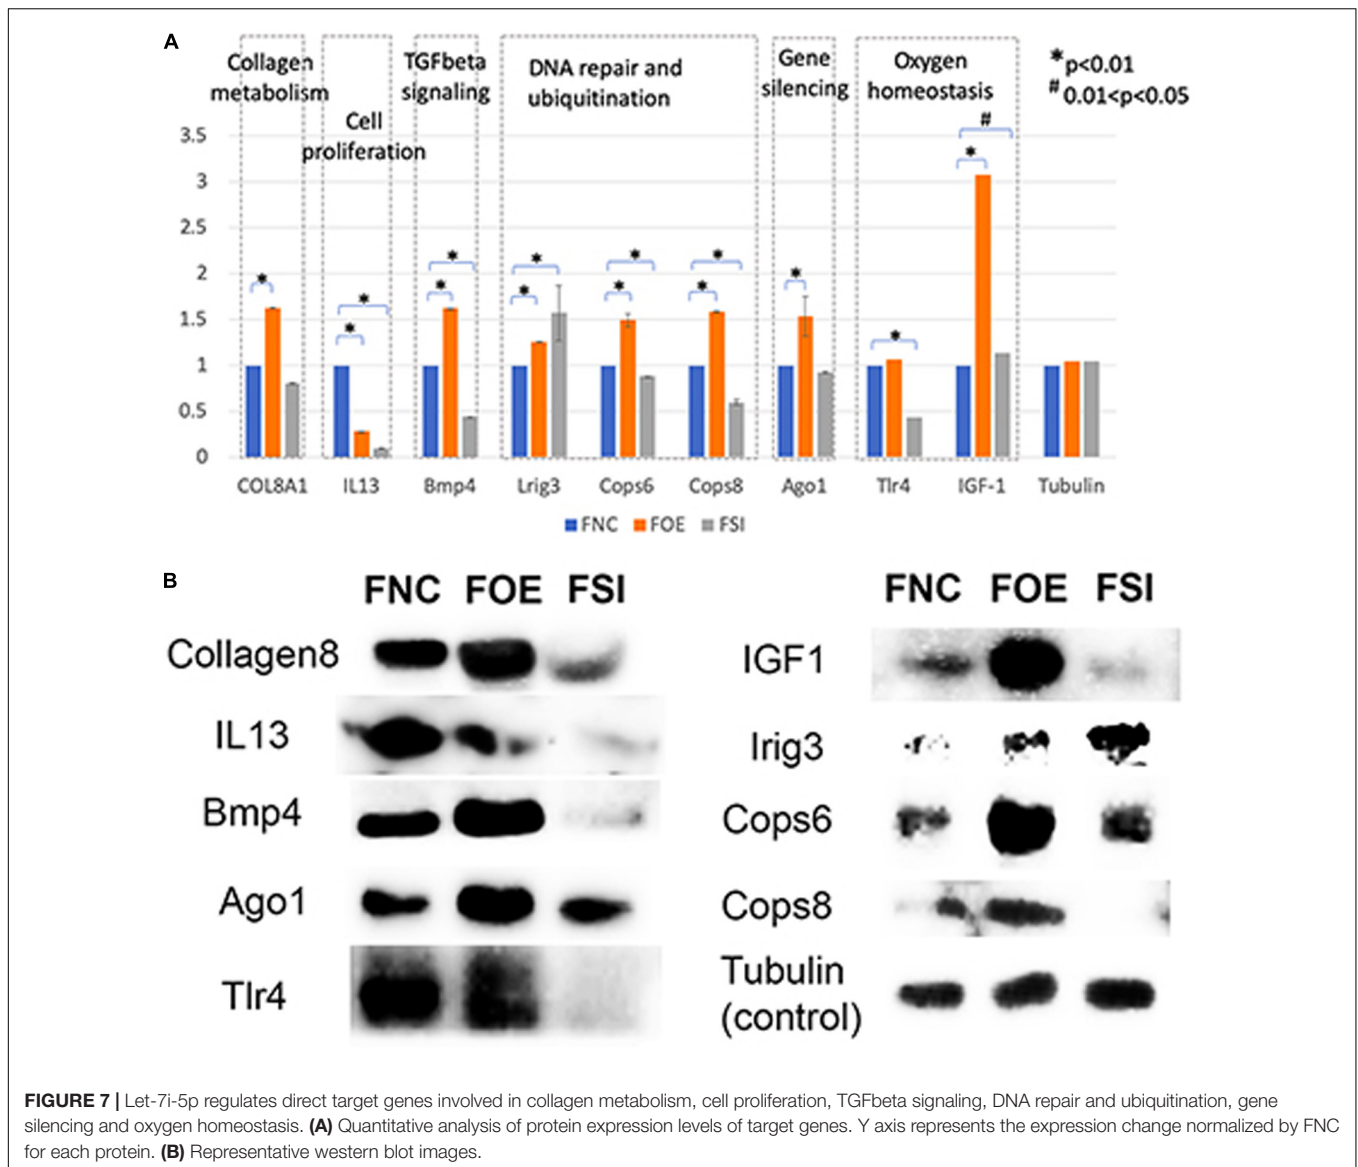 A
Collagen
metabolism
Cell
proliferation
TGFbeta
signaling
DNA repair and
ubiquitination
Gene
silencing
Oxygen
homeostasis
*p<0.01
# 0.01<p<0.05
3.5
3
2.5
2
1.5
1
0.5
0
* * * * * * * * * * * * * * * #
COL8A1 IL13 Bmp4 Lrig3 Cops6 Cops8 Ago1 Tlr4 IGF-1 Tubulin
FNC FOE FSI
B
FNC FOE FSI
Collagen8
IL13
Bmp4
Ago1
Tlr4
FNC FOE FSI
IGF1
Irig3
Cops6
Cops8
Tubulin
(control)
FIGURE 7 | Let-7i-5p regulates direct target genes involved in collagen metabolism, cell proliferation, TGFbeta signaling, DNA repair and ubiquitination, gene
silencing and oxygen homeostasis. (A) Quantitative analysis of protein expression levels of target genes. Y axis represents the expression change normalized by FNC
for each protein. (B) Representative western blot images.